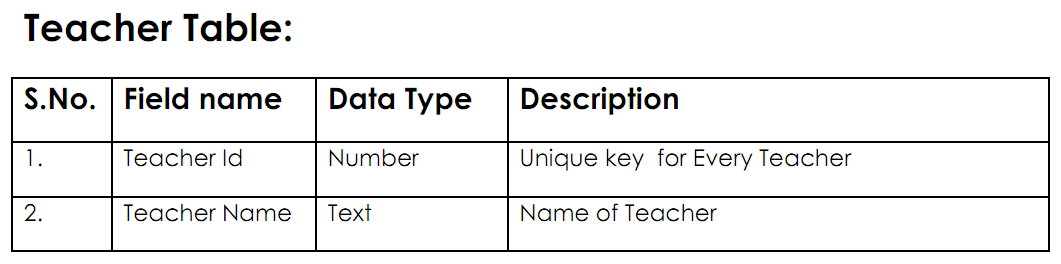 Teacher Table:
S.No. Field name Data Type Description
1. Teacher Id Number Unique key for Every Teacher
2. Teacher Name Text Name of Teacher